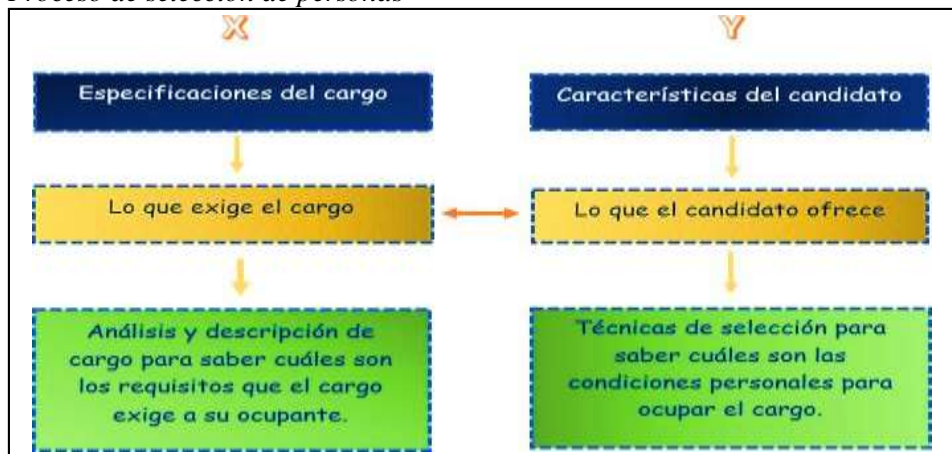 Proceso de selección de personas
X
Y
Especificaciones del cargo
Características del candidato
Lo que exige el cargo
Lo que el candidato ofrece
Análisis y descripción de
cargo para saber cuáles son
los requisitos que el cargo
exige a su ocupante.
Técnicas de selección para
saber cuáles son las
condiciones personales para
ocupar el cargo.